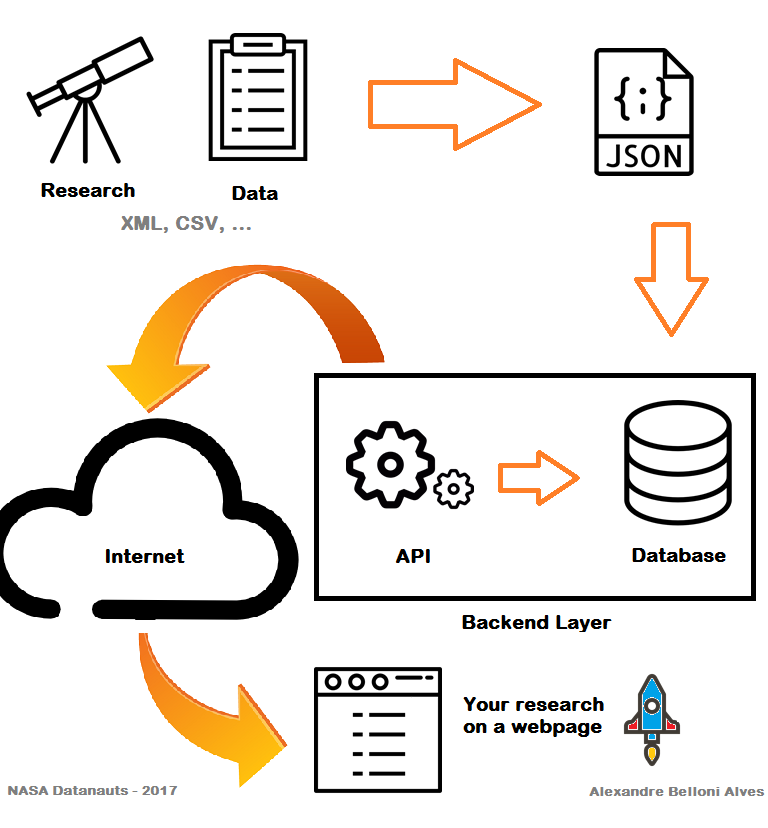 {;}
JSON
Research
Data
XML, CSV, ...
Internet
API
Database
Backend Layer
Your research
on a webpage
NASA Datanauts - 2017
Alexandre Belloni Alves